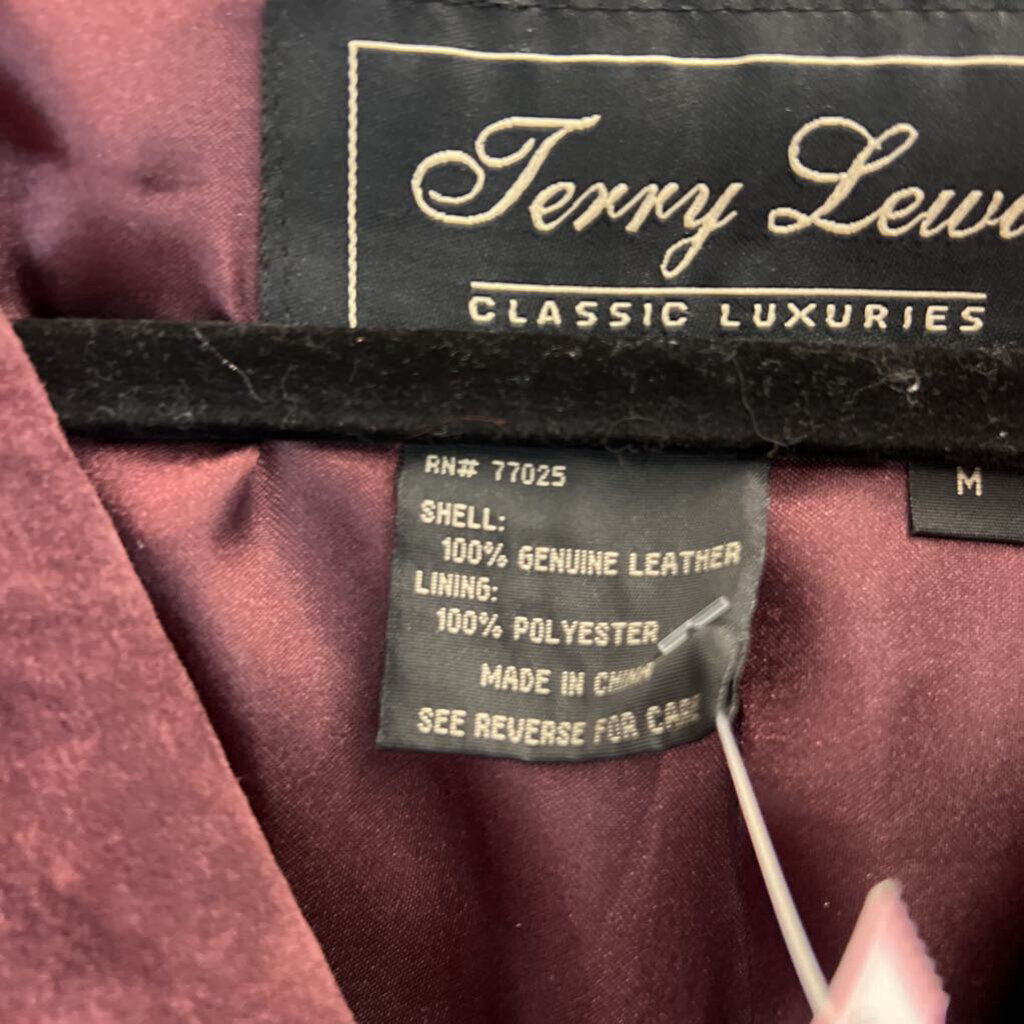 Terry Lewi
CLASSIC LUXURIES
RN# 77025
M
SHELL:
100% GENUINE LEATHER
LINING:
100% POLYESTER
MADE IN CHINA
SEE REVERSE FOR CARE